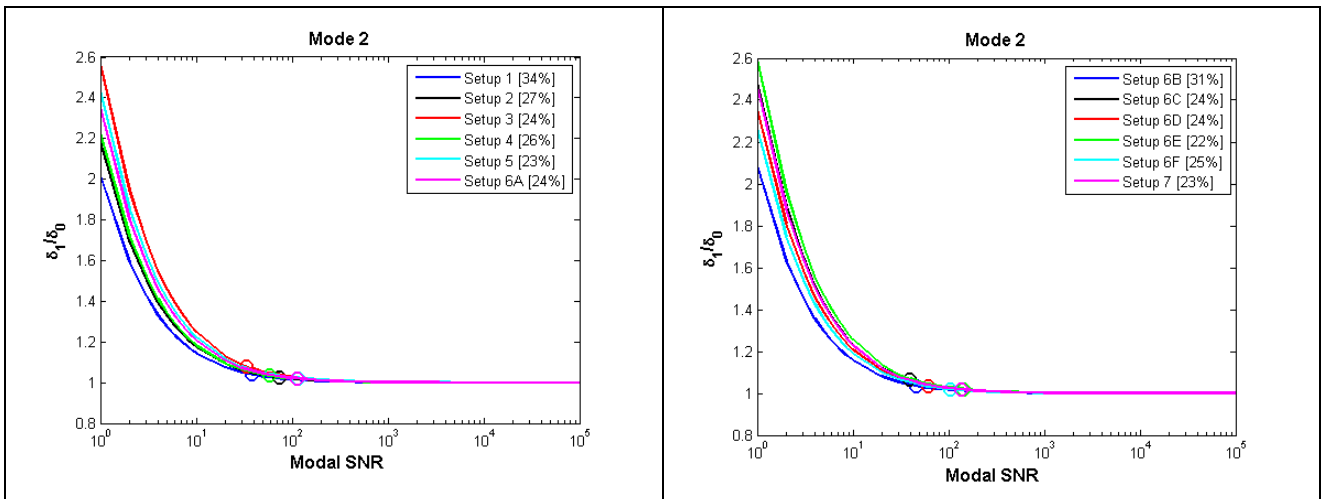 Mode 2
2.6
2.4
2.2
2
1.8
1.6
1.4
1.2
1
0.8
δ1/δ0
Setup 1 [34%]
Setup 2 [27%]
Setup 3 [24%]
Setup 4 [26%]
Setup 5 [23%]
Setup 6A [24%]
10^0 10^1 10^2 10^3 10^4 10^5
Modal SNR
Mode 2
2.6
2.4
2.2
2
1.8
1.6
1.4
1.2
1
0.8
δ1/δ0
Setup 6B [31%]
Setup 6C [24%]
Setup 6D [24%]
Setup 6E [22%]
Setup 6F [25%]
Setup 7 [23%]
10^0 10^1 10^2 10^3 10^4 10^5
Modal SNR